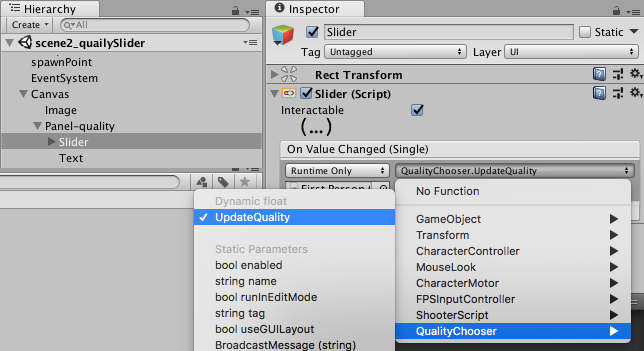 Hierarchy
Create
All
scene2_quailySlider
spawnPoint
EventSystem
Canvas
Image
Panel-quality
Slider
Text
Inspector
Slider
Static
Tag
Untagged
Layer
UI
Rect Transform
Slider (Script)
Interactable
(...)
On Value Changed (Single)
Runtime Only
QualityChooser.UpdateQuality
First Person
No Function
GameObject
Transform
CharacterController
MouseLook
CharacterMotor
FPSInputController
ShooterScript
QualityChooser
Dynamic float
UpdateQuality
Static Parameters
bool enabled
string name
bool runInEditMode
string tag
bool useGUILayout
BroadcastMessage (string)